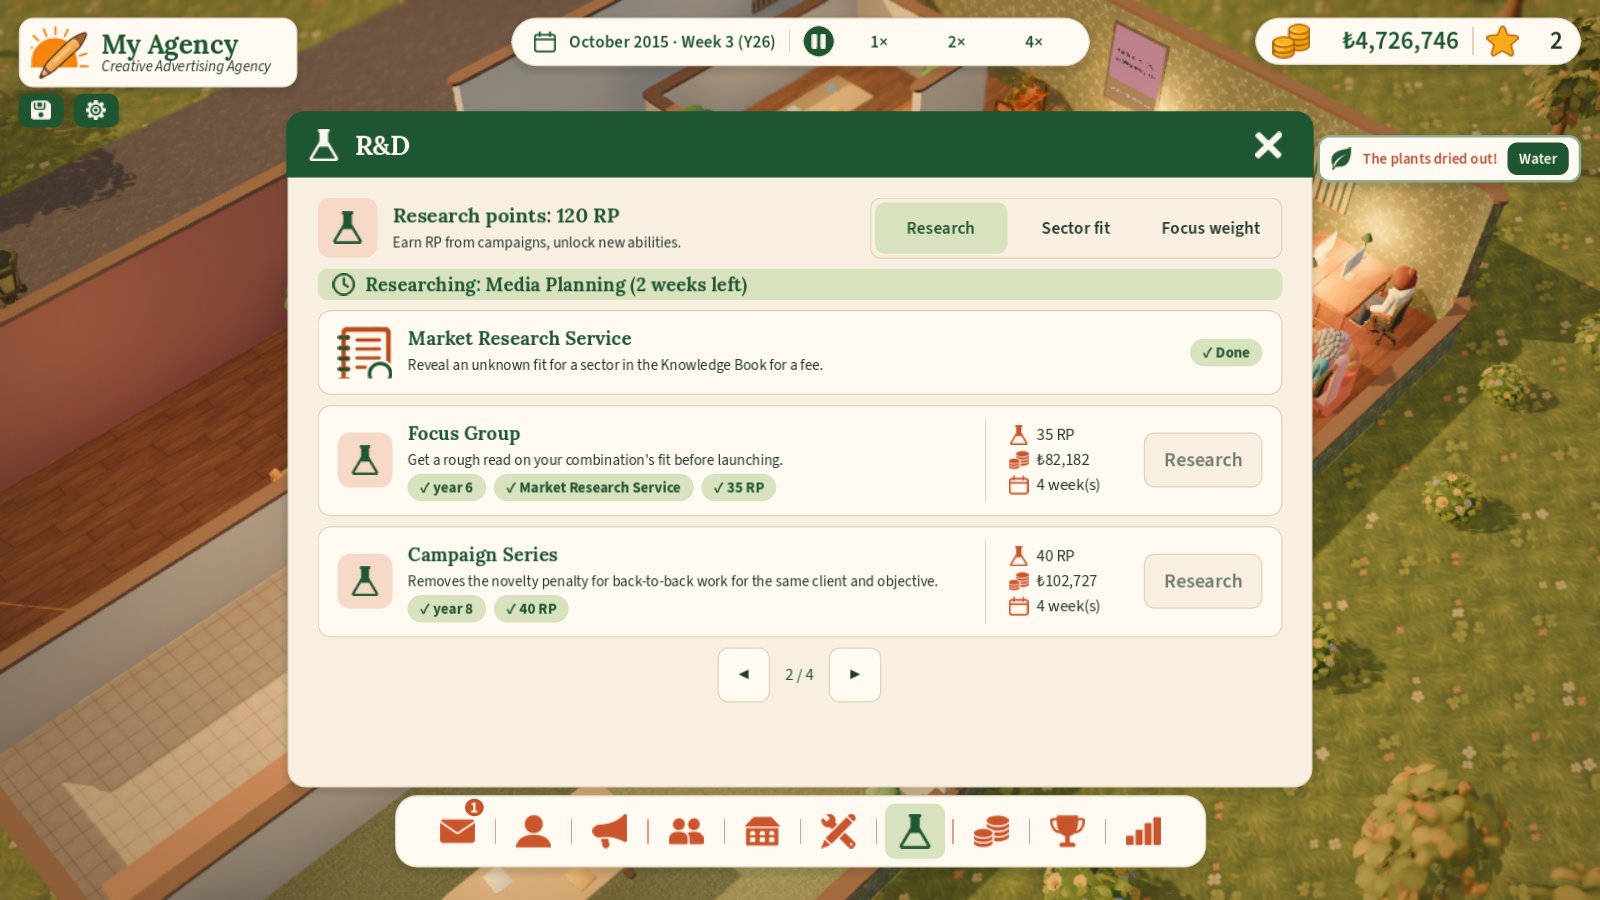 My Agency
Creative Advertising Agency
October 2015 · Week 3 (Y26)
1×
2×
4×
₺4,726,746
2
The plants dried out!
Water
R&D
Research points: 120 RP
Earn RP from campaigns, unlock new abilities.
Research
Sector fit
Focus weight
Researching: Media Planning (2 weeks left)
Market Research Service
Reveal an unknown fit for a sector in the Knowledge Book for a fee.
✓ Done
Focus Group
Get a rough read on your combination's fit before launching.
✓ year 6
✓ Market Research Service
✓ 35 RP
35 RP
₺82,182
4 week(s)
Research
Campaign Series
Removes the novelty penalty for back-to-back work for the same client and objective.
✓ year 8
✓ 40 RP
40 RP
₺102,727
4 week(s)
Research
◄
2 / 4
►
1